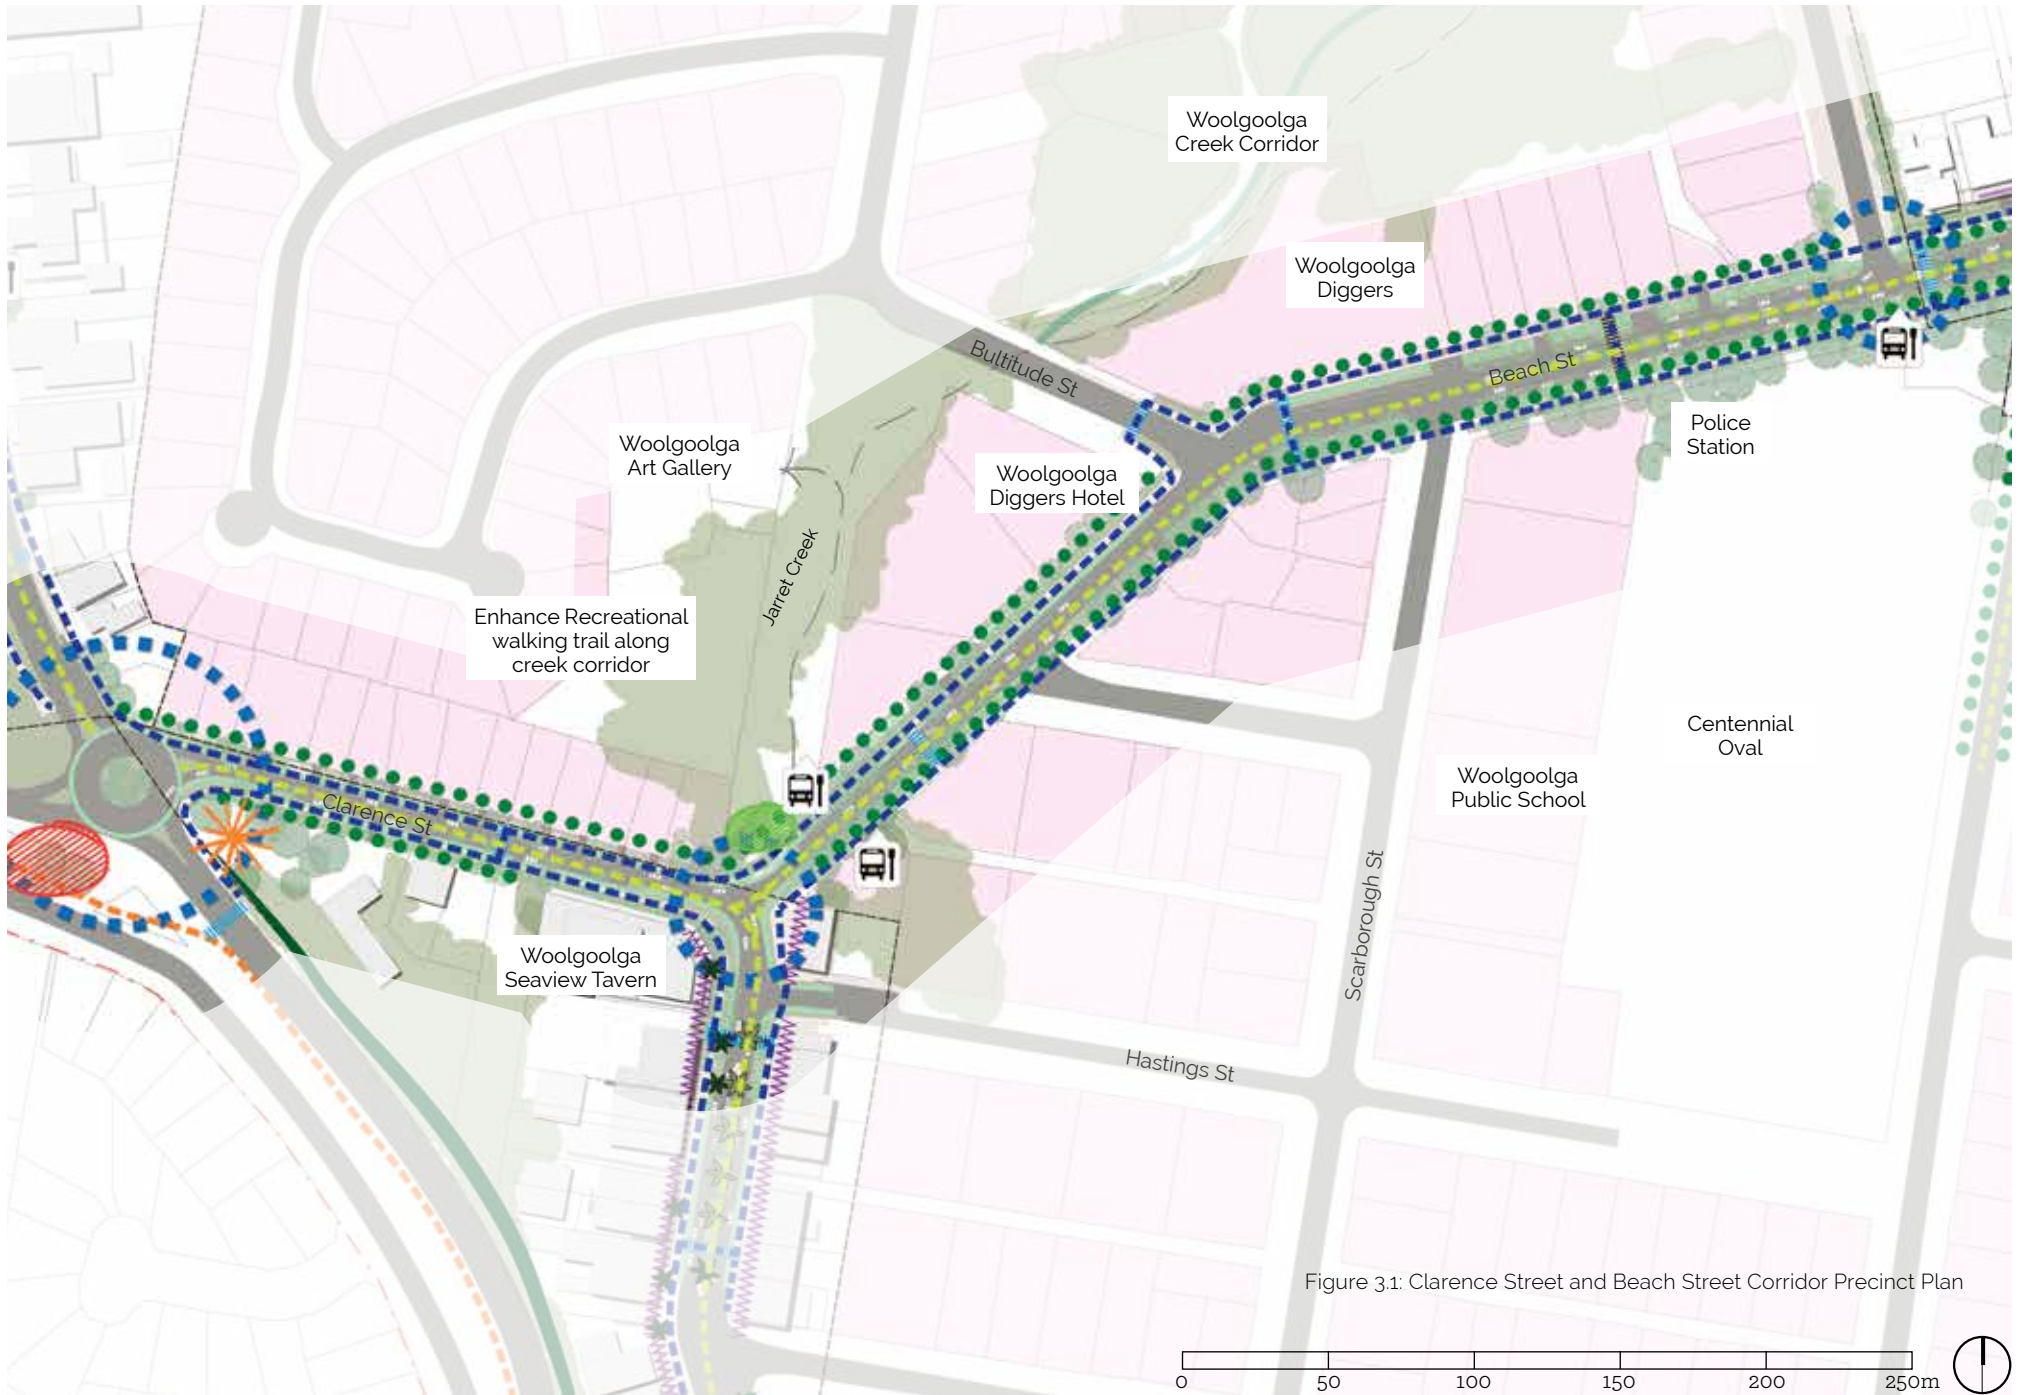 Woolgoolga
Creek Corridor
Woolgoolga
Diggers
Bultitude St
Beach St
Police
Station
Woolgoolga
Art Gallery
Woolgoolga
Diggers Hotel
Jarret Creek
Enhance Recreational
walking trail along
creek corridor
Centennial
Oval
Woolgoolga
Public School
Clarence St
Scarborough St
Woolgoolga
Seaview Tavern
Hastings St
Figure 3.1: Clarence Street and Beach Street Corridor Precinct Plan
0 50 100 150 200 250m